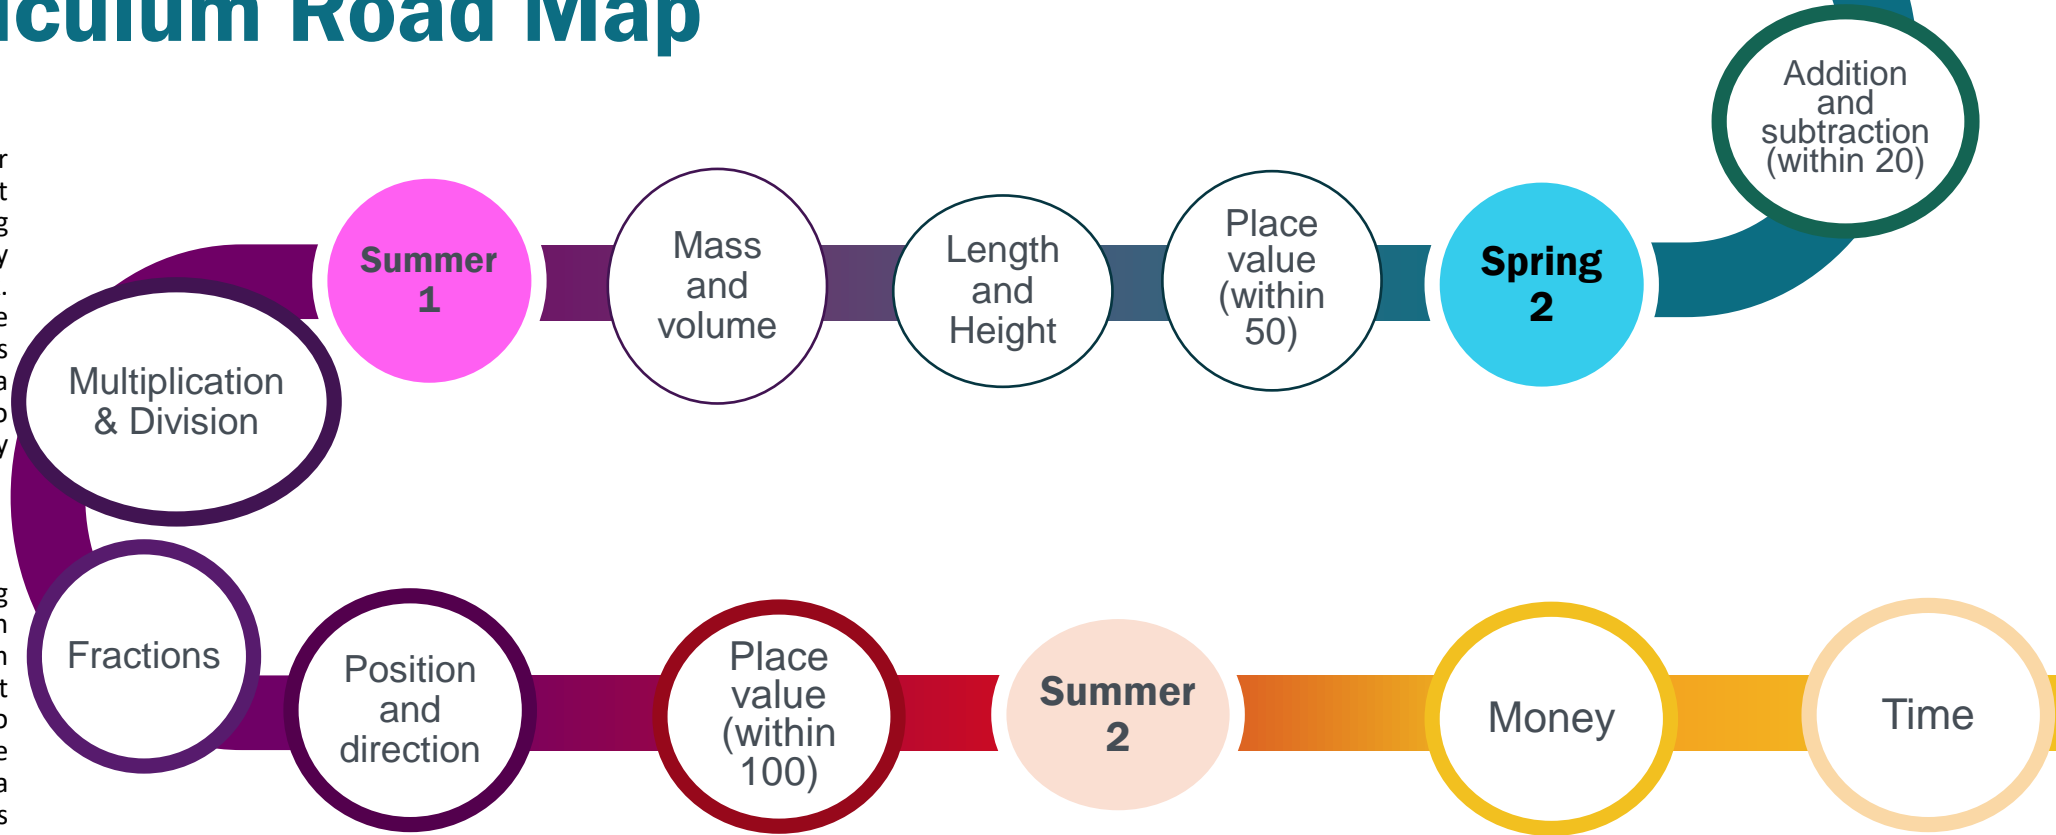 Road Map
Addition
and
subtraction
(within 20)
Spring
2
Place
value
(within
50)
Length
and
Height
Mass
and
volume
Summer
1
Multiplication
& Division
Fractions
Position
and
direction
Place
value
(within
100)
Summer
2
Money
Time